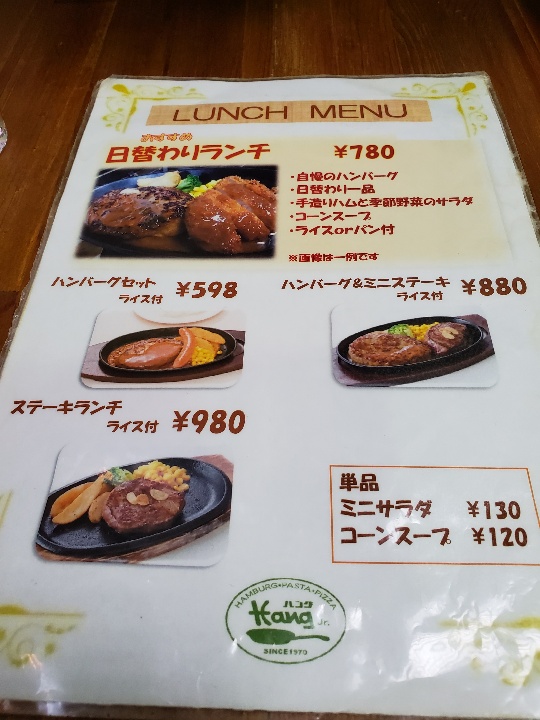 LUNCH MENU
おすすめ
日替わりランチ ¥780
・自慢のハンバーグ
・日替わり一品
・手造りハムと季節野菜のサラダ
・コーンスープ
・ライスorパン付
※画像は一例です
ハンバーグセット
ライス付 ¥598
ハンバーグ&ミニステーキ
ライス付 ¥880
ステーキランチ
ライス付 ¥980
単品
ミニサラダ ¥130
コーンスープ ¥120
HAMBURG・PASTA・PIZZA
ハング
Hang Jr.
SINCE1970